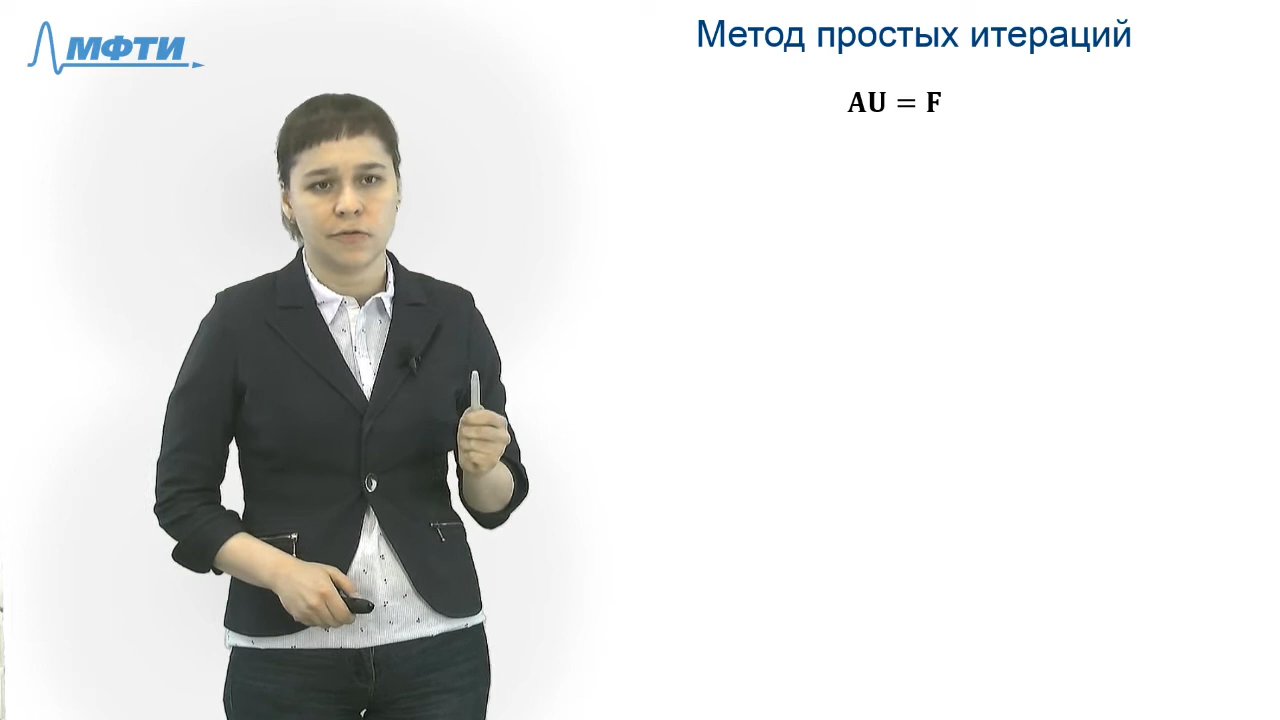 МФТИ
Метод простых итераций
AU = F